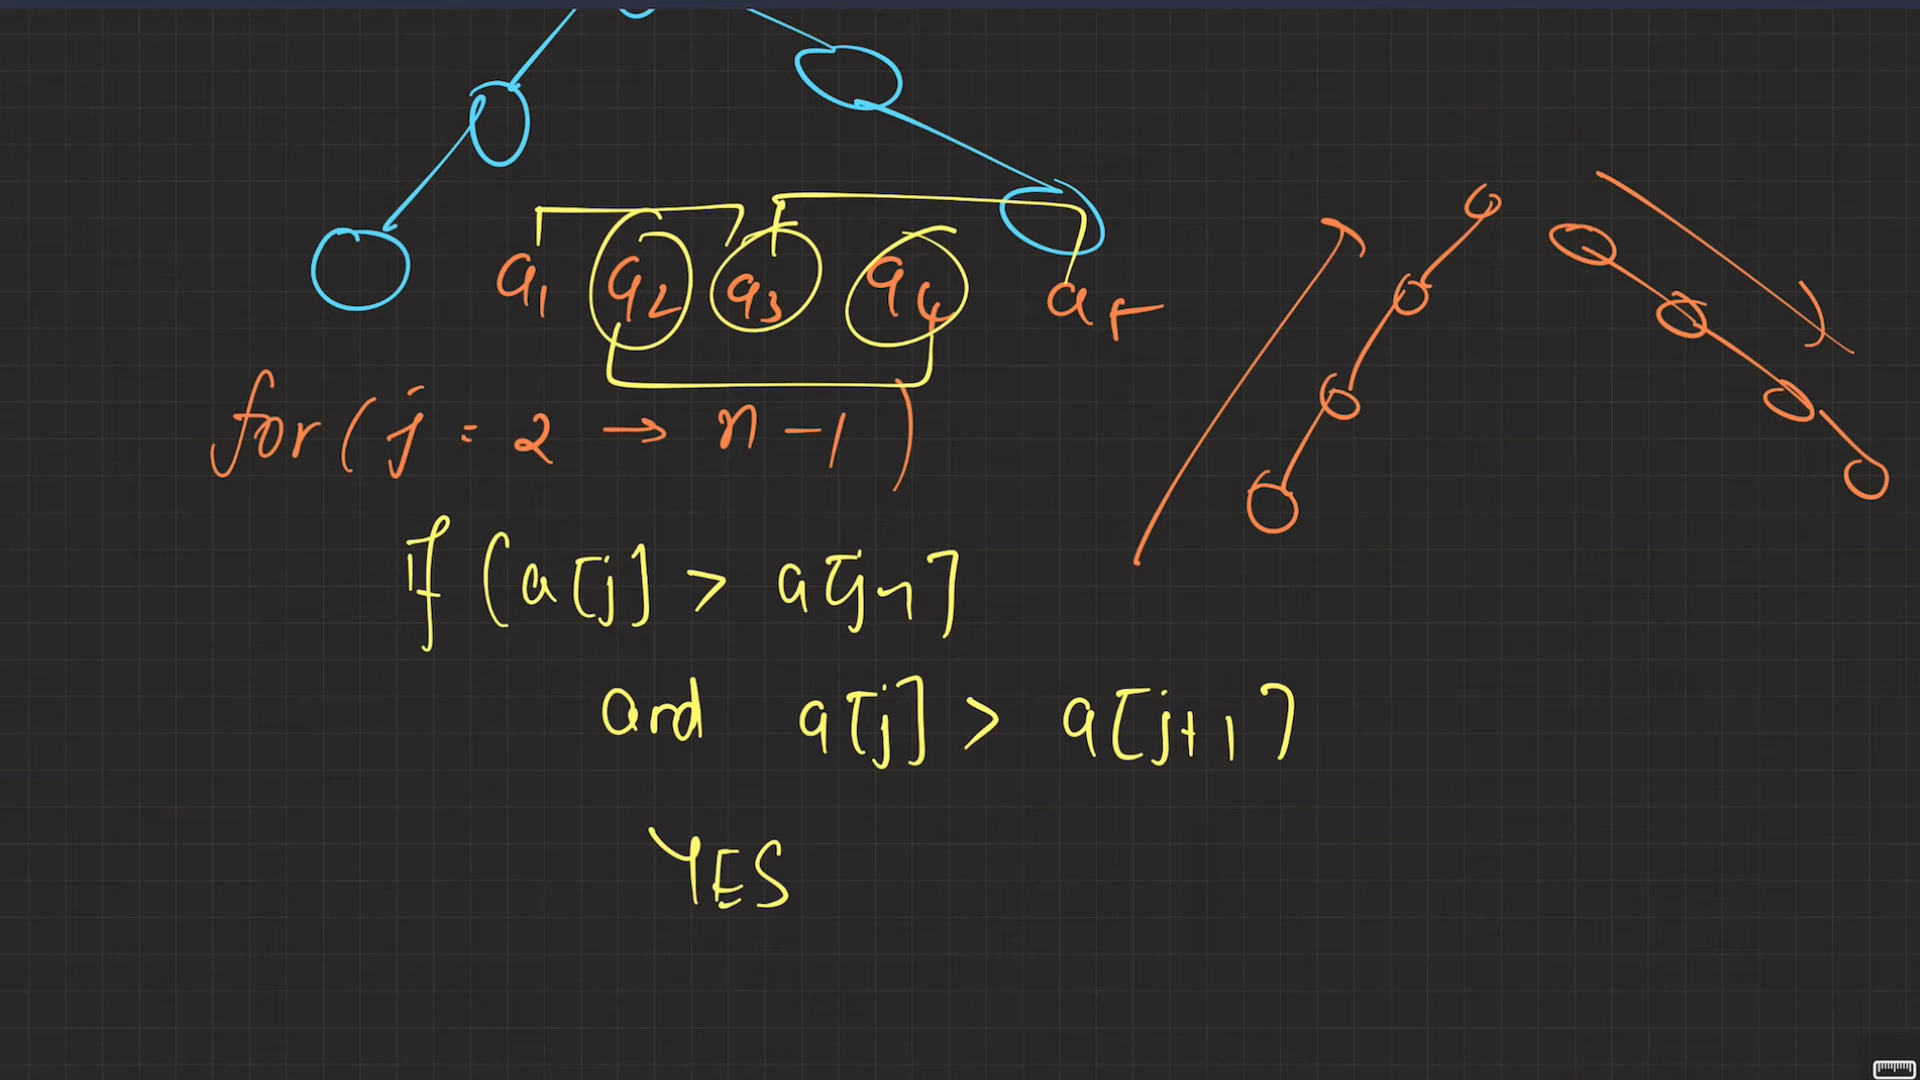 a1 a2 a3 a4 a5
for ( j = 2 → n - 1 )
if (a[j] > a[j-1]
and a[j] > a[j+1]
YES